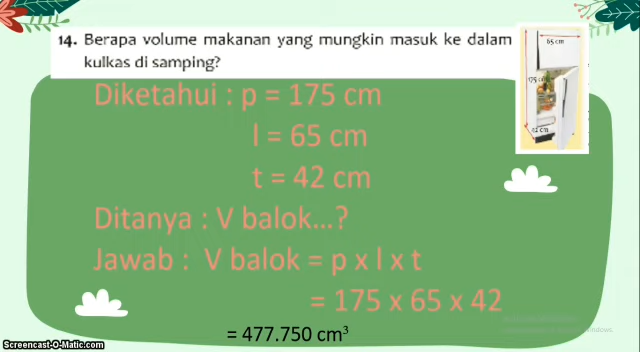 14. Berapa volume makanan yang mungkin masuk ke dalam
kulkas di samping?
65 cm
175 cm
42 cm
Diketahui : p = 175 cm
l = 65 cm
t = 42 cm
Ditanya : V balok...?
Jawab : V balok = p x l x t
= 175 x 65 x 42
= 477.750 cm³
Screencast-O-Matic.com